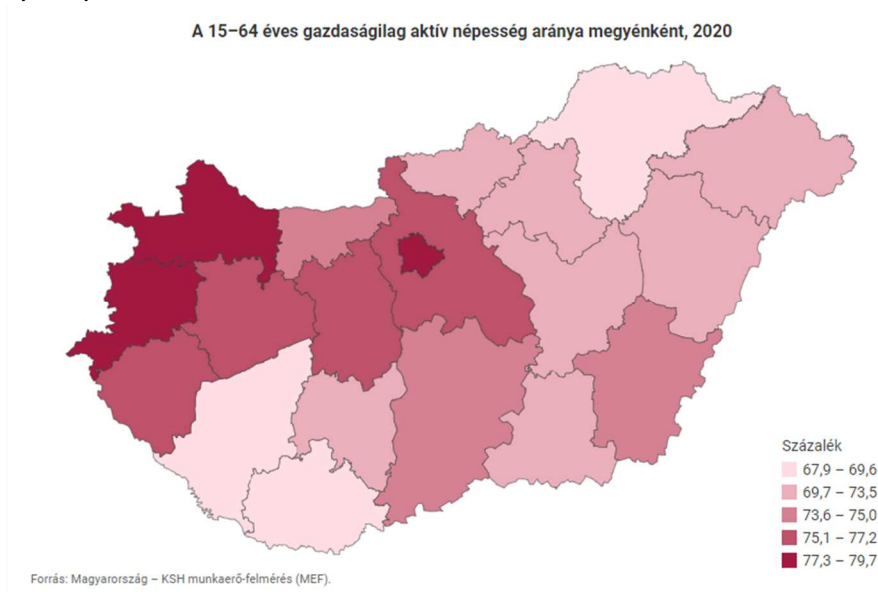 A 15–64 éves gazdaságilag aktív népesség aránya megyénként, 2020
Százalék
67,9 – 69,6
69,7 – 73,5
73,6 – 75,0
75,1 – 77,2
77,3 – 79,7
Forrás: Magyarország – KSH munkaerő-felmérés (MEF).